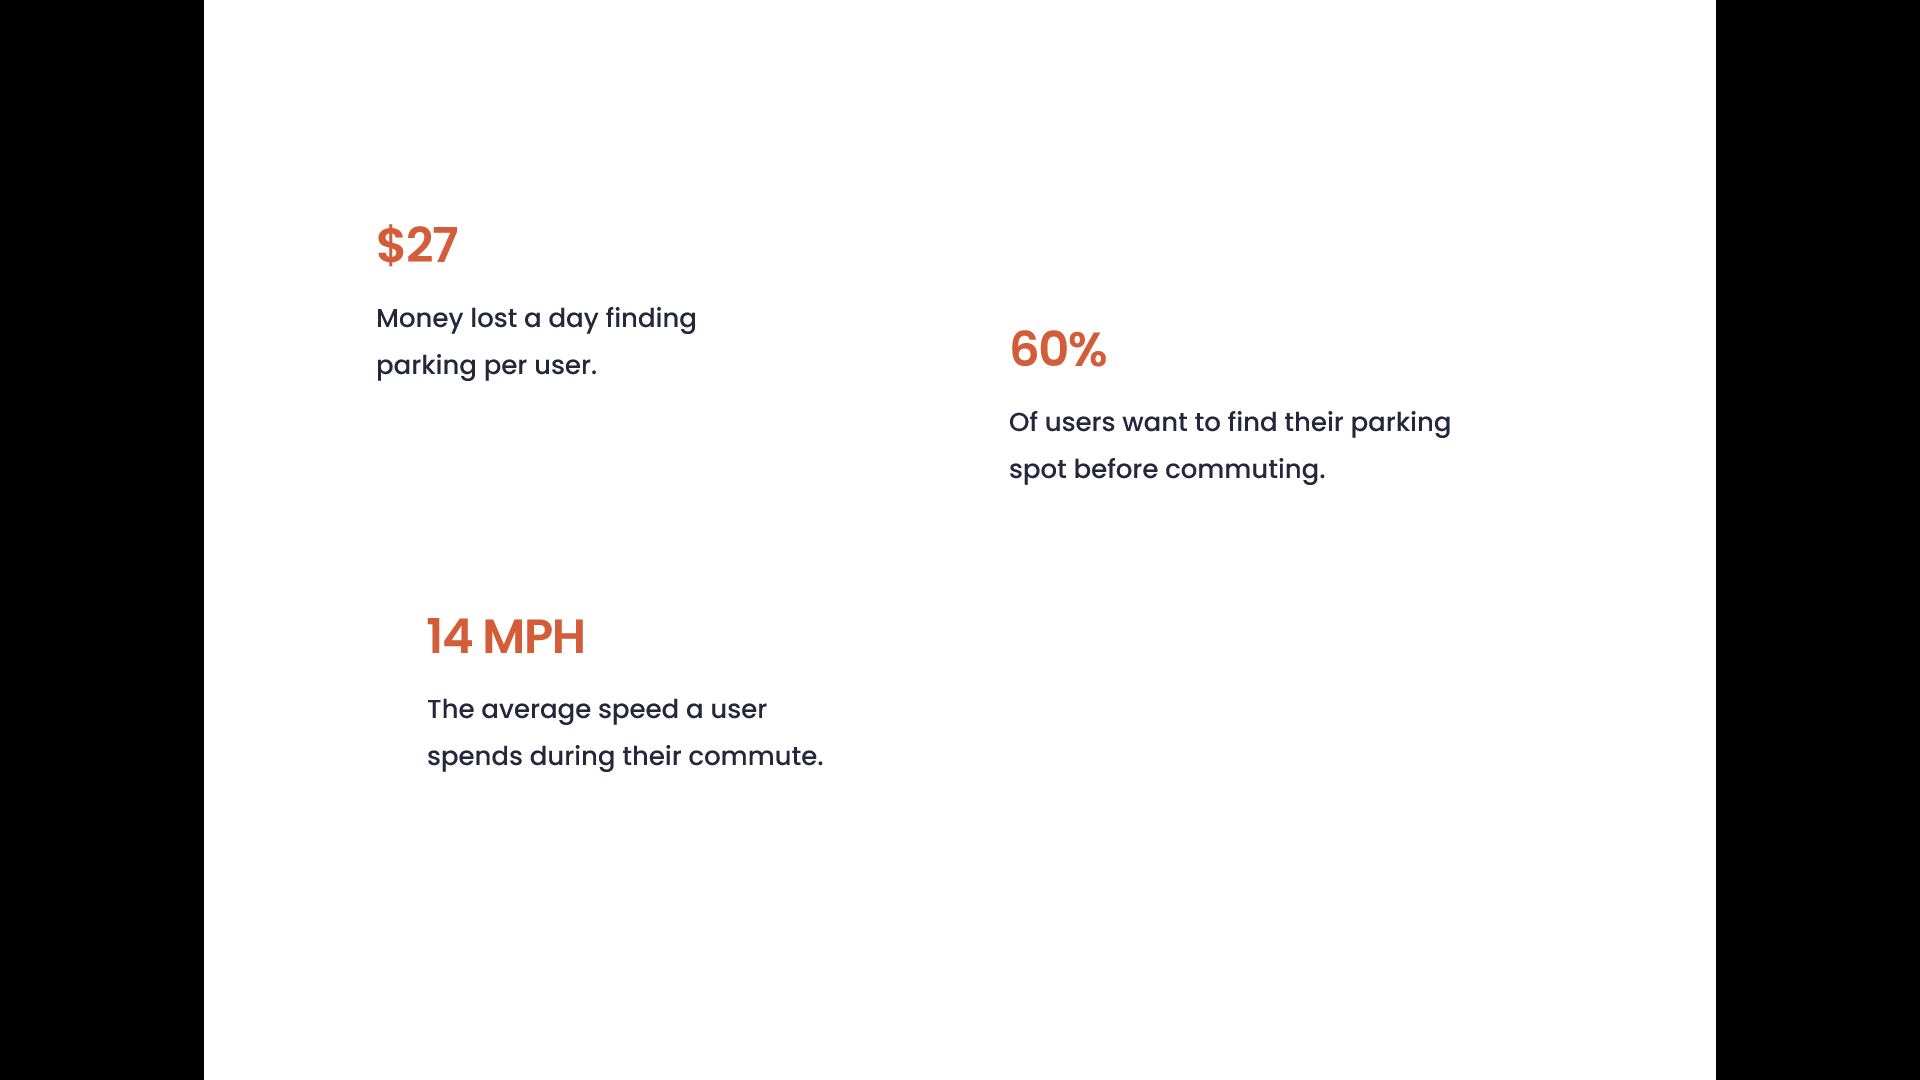 $27
Money lost a day finding
parking per user.
60%
Of users want to find their parking
spot before commuting.
14 MPH
The average speed a user
spends during their commute.